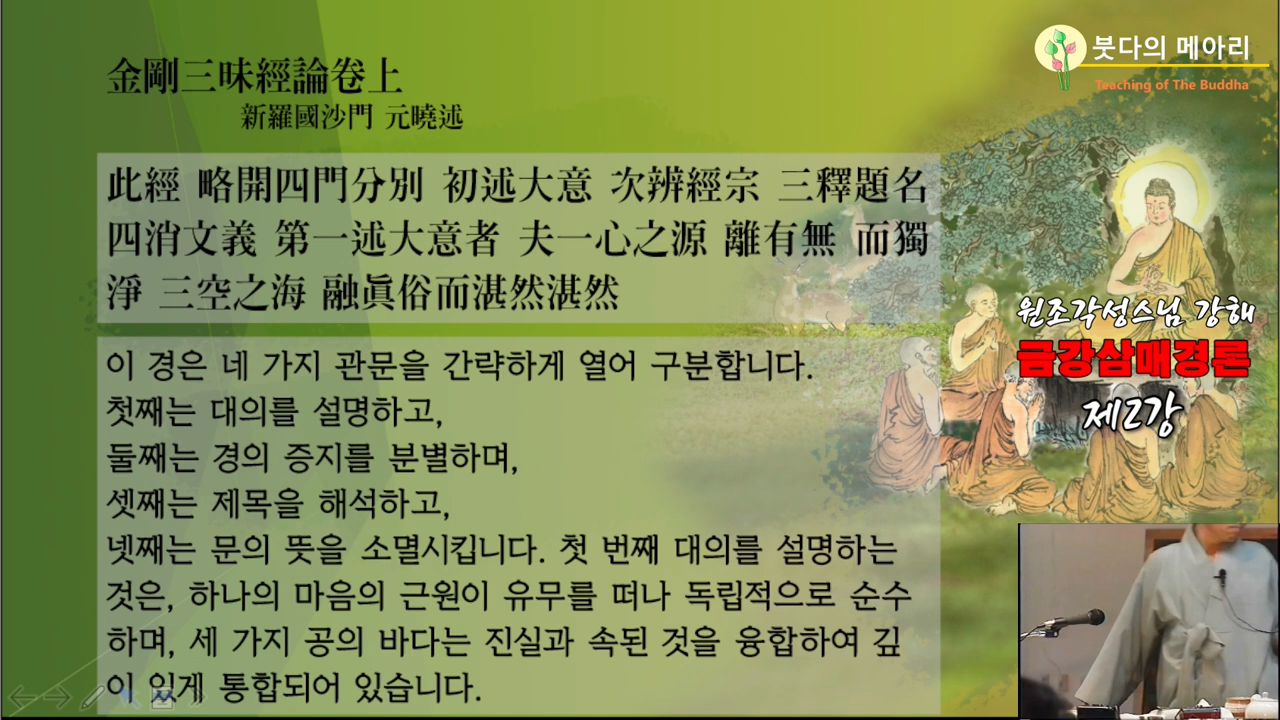 金剛三昧經論卷上
新羅國沙門 元曉述
此經 略開四門分別 初述大意 次辨經宗 三釋題名
四消文義 第一述大意者 夫一心之源 離有無 而獨
淨 三空之海 融眞俗而湛然湛然
이 경은 네 가지 관문을 간략하게 열어 구분합니다.
첫째는 대의를 설명하고,
둘째는 경의 증지를 분별하며,
셋째는 제목을 해석하고,
넷째는 문의 뜻을 소멸시킵니다. 첫 번째 대의를 설명하는
것은, 하나의 마음의 근원이 유무를 떠나 독립적으로 순수
하며, 세 가지 공의 바다는 진실과 속된 것을 융합하여 깊
이 있게 통합되어 있습니다.
붓다의 메아리
Teaching of The Buddha
원조각성스님 강해
금강삼매경론
제2강